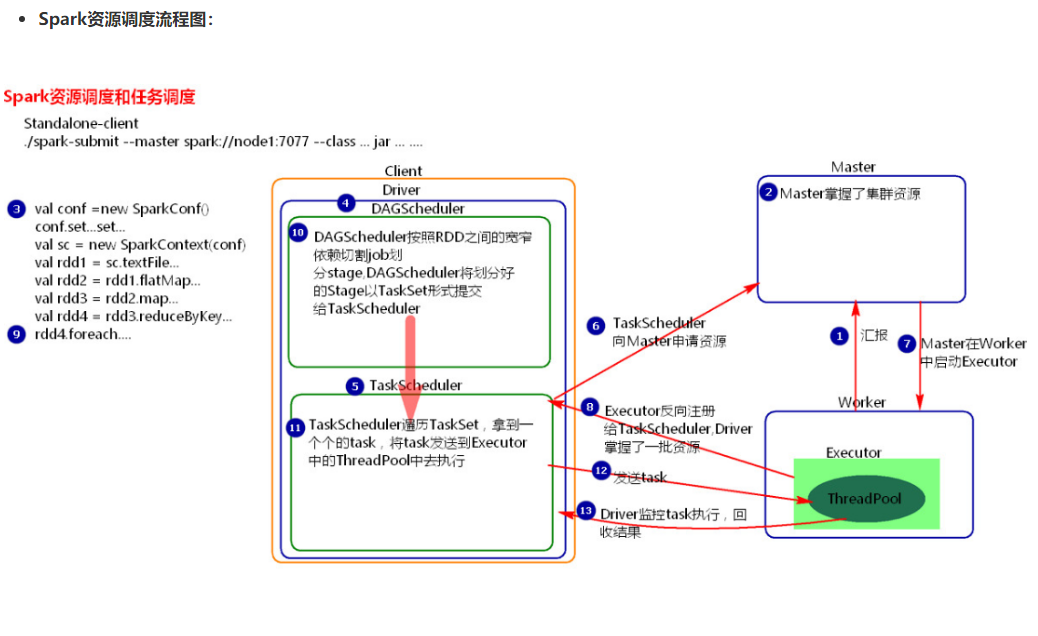 Spark资源调度流程图：
Spark资源调度和任务调度
Standalone-client
./spark-submit --master spark://node1:7077 --class ... jar ... ....
3
val conf =new SparkConf()
conf.set...set...
val sc = new SparkContext(conf)
val rdd1 = sc.textFile...
val rdd2 = rdd1.flatMap...
val rdd3 = rdd2.map...
val rdd4 = rdd3.reduceByKey...
9
rdd4.foreach....
Client
Driver
4
DAGScheduler
10
DAGScheduler按照RDD之间的宽窄
依赖切割job划
分stage,DAGScheduler将划分好
的Stage以TaskSet形式提交
给TaskScheduler
5
TaskScheduler
11
TaskScheduler遍历TaskSet，拿到一
个个的task，将task发送到Executor
中的ThreadPool中去执行
6
TaskScheduler
向Master申请资源
8
Executor反向注册
给TaskScheduler,Driver
掌握了一批资源
12
发送task
13
Driver监控task执行，回
收结果
Master
2
Master掌握了集群资源
1
汇报
7
Master在Worker
中启动Executor
Worker
Executor
ThreadPool